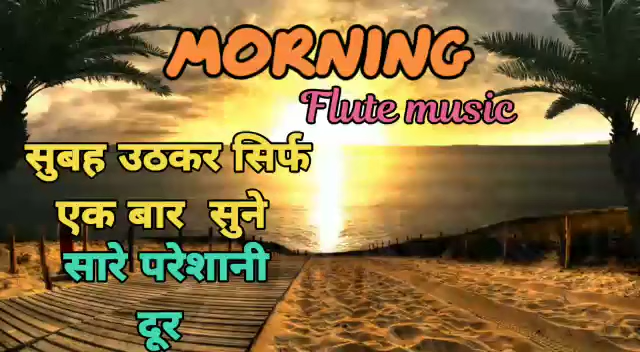 MORNING
Flute music
सुबह उठकर सिर्फ
एक बार सुने
सारे परेशानी
दूर